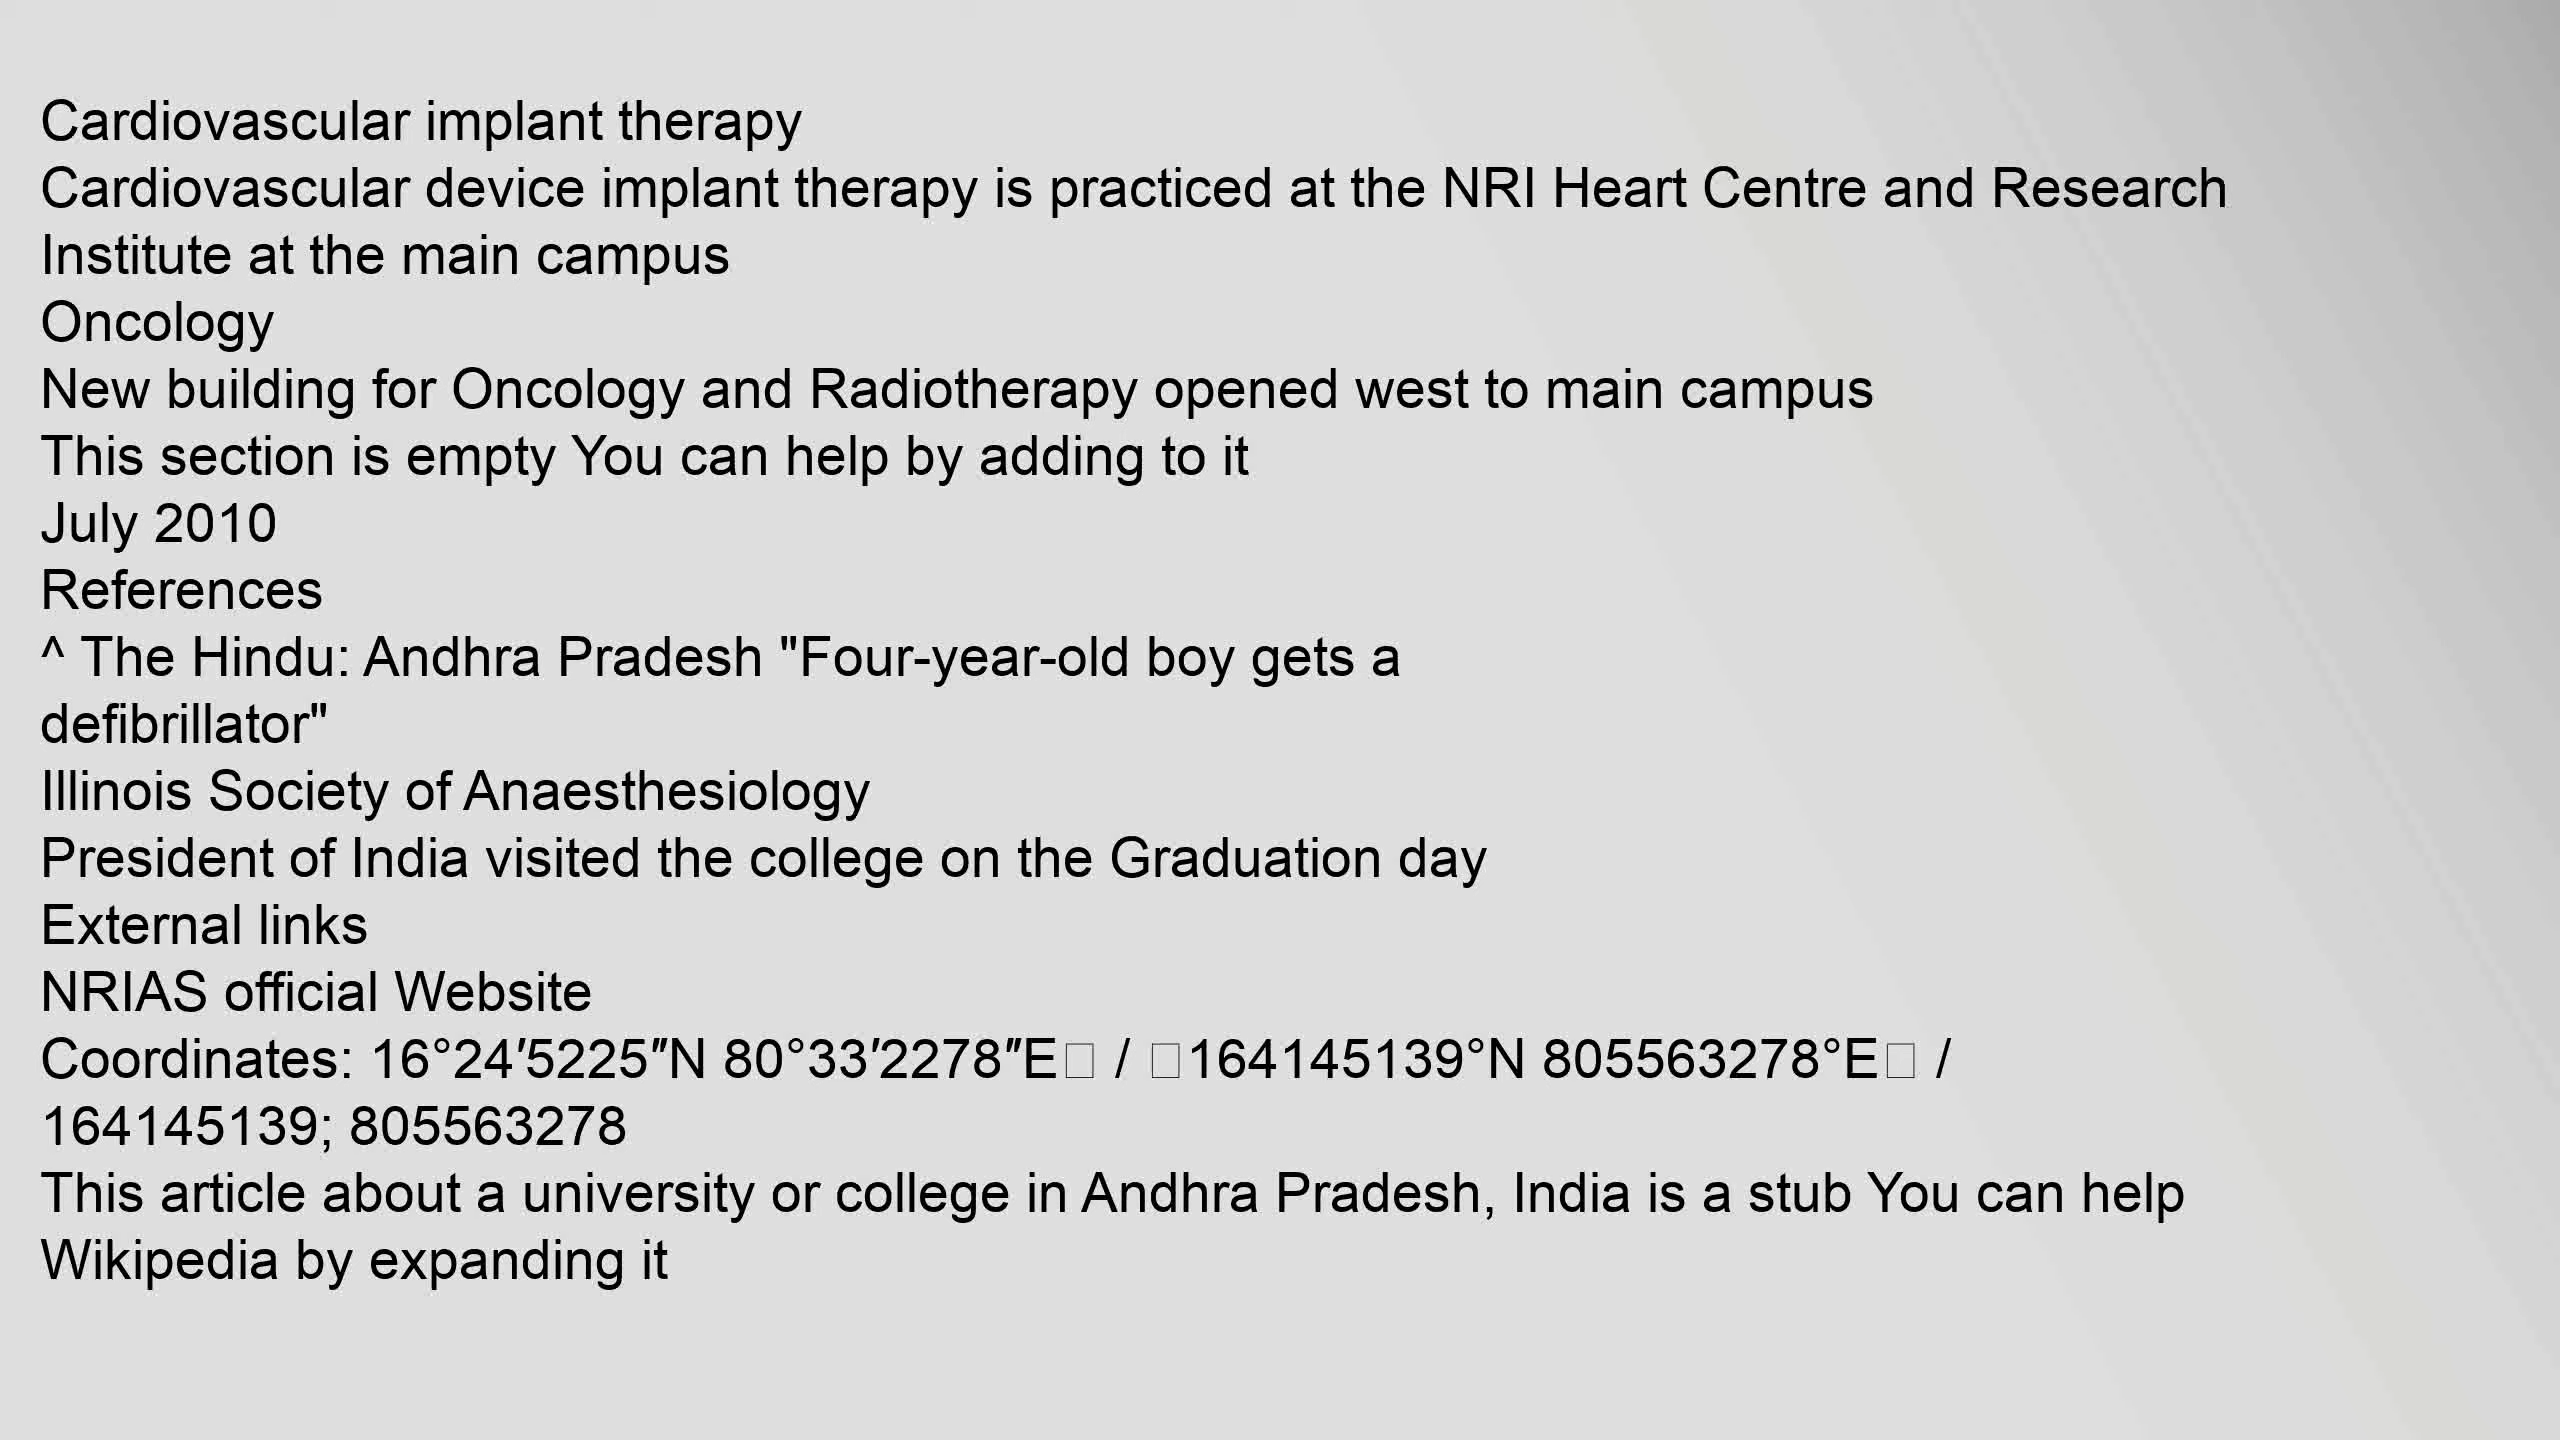 Cardiovascular implant therapy
Cardiovascular device implant therapy is practiced at the NRI Heart Centre and Research
Institute at the main campus
Oncology
New building for Oncology and Radiotherapy opened west to main campus
This section is empty You can help by adding to it
July 2010
References
^ The Hindu: Andhra Pradesh "Four-year-old boy gets a
defibrillator"
Illinois Society of Anaesthesiology
President of India visited the college on the Graduation day
External links
NRIAS official Website
Coordinates: 16°24′5225″N 80°33′2278″E□ / □164145139°N 805563278°E□ /
164145139; 805563278
This article about a university or college in Andhra Pradesh, India is a stub You can help
Wikipedia by expanding it